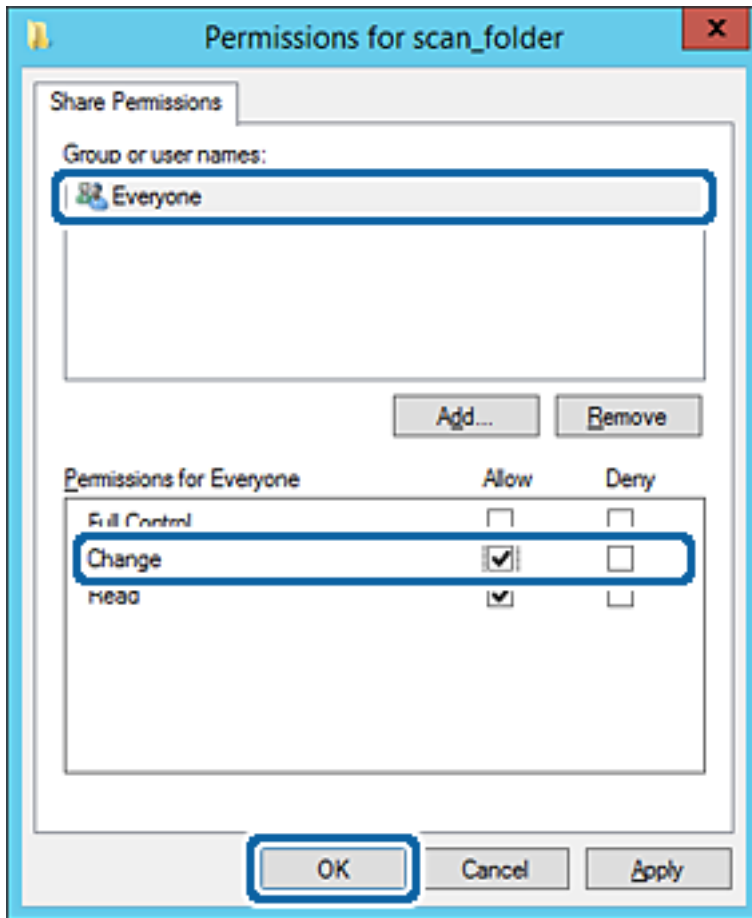 Permissions for scan_folder
x
Share Permissions
Group or user names:
Everyone
Add... Remove
Permissions for Everyone Allow Deny
Full Control
Change
Read
OK Cancel Apply